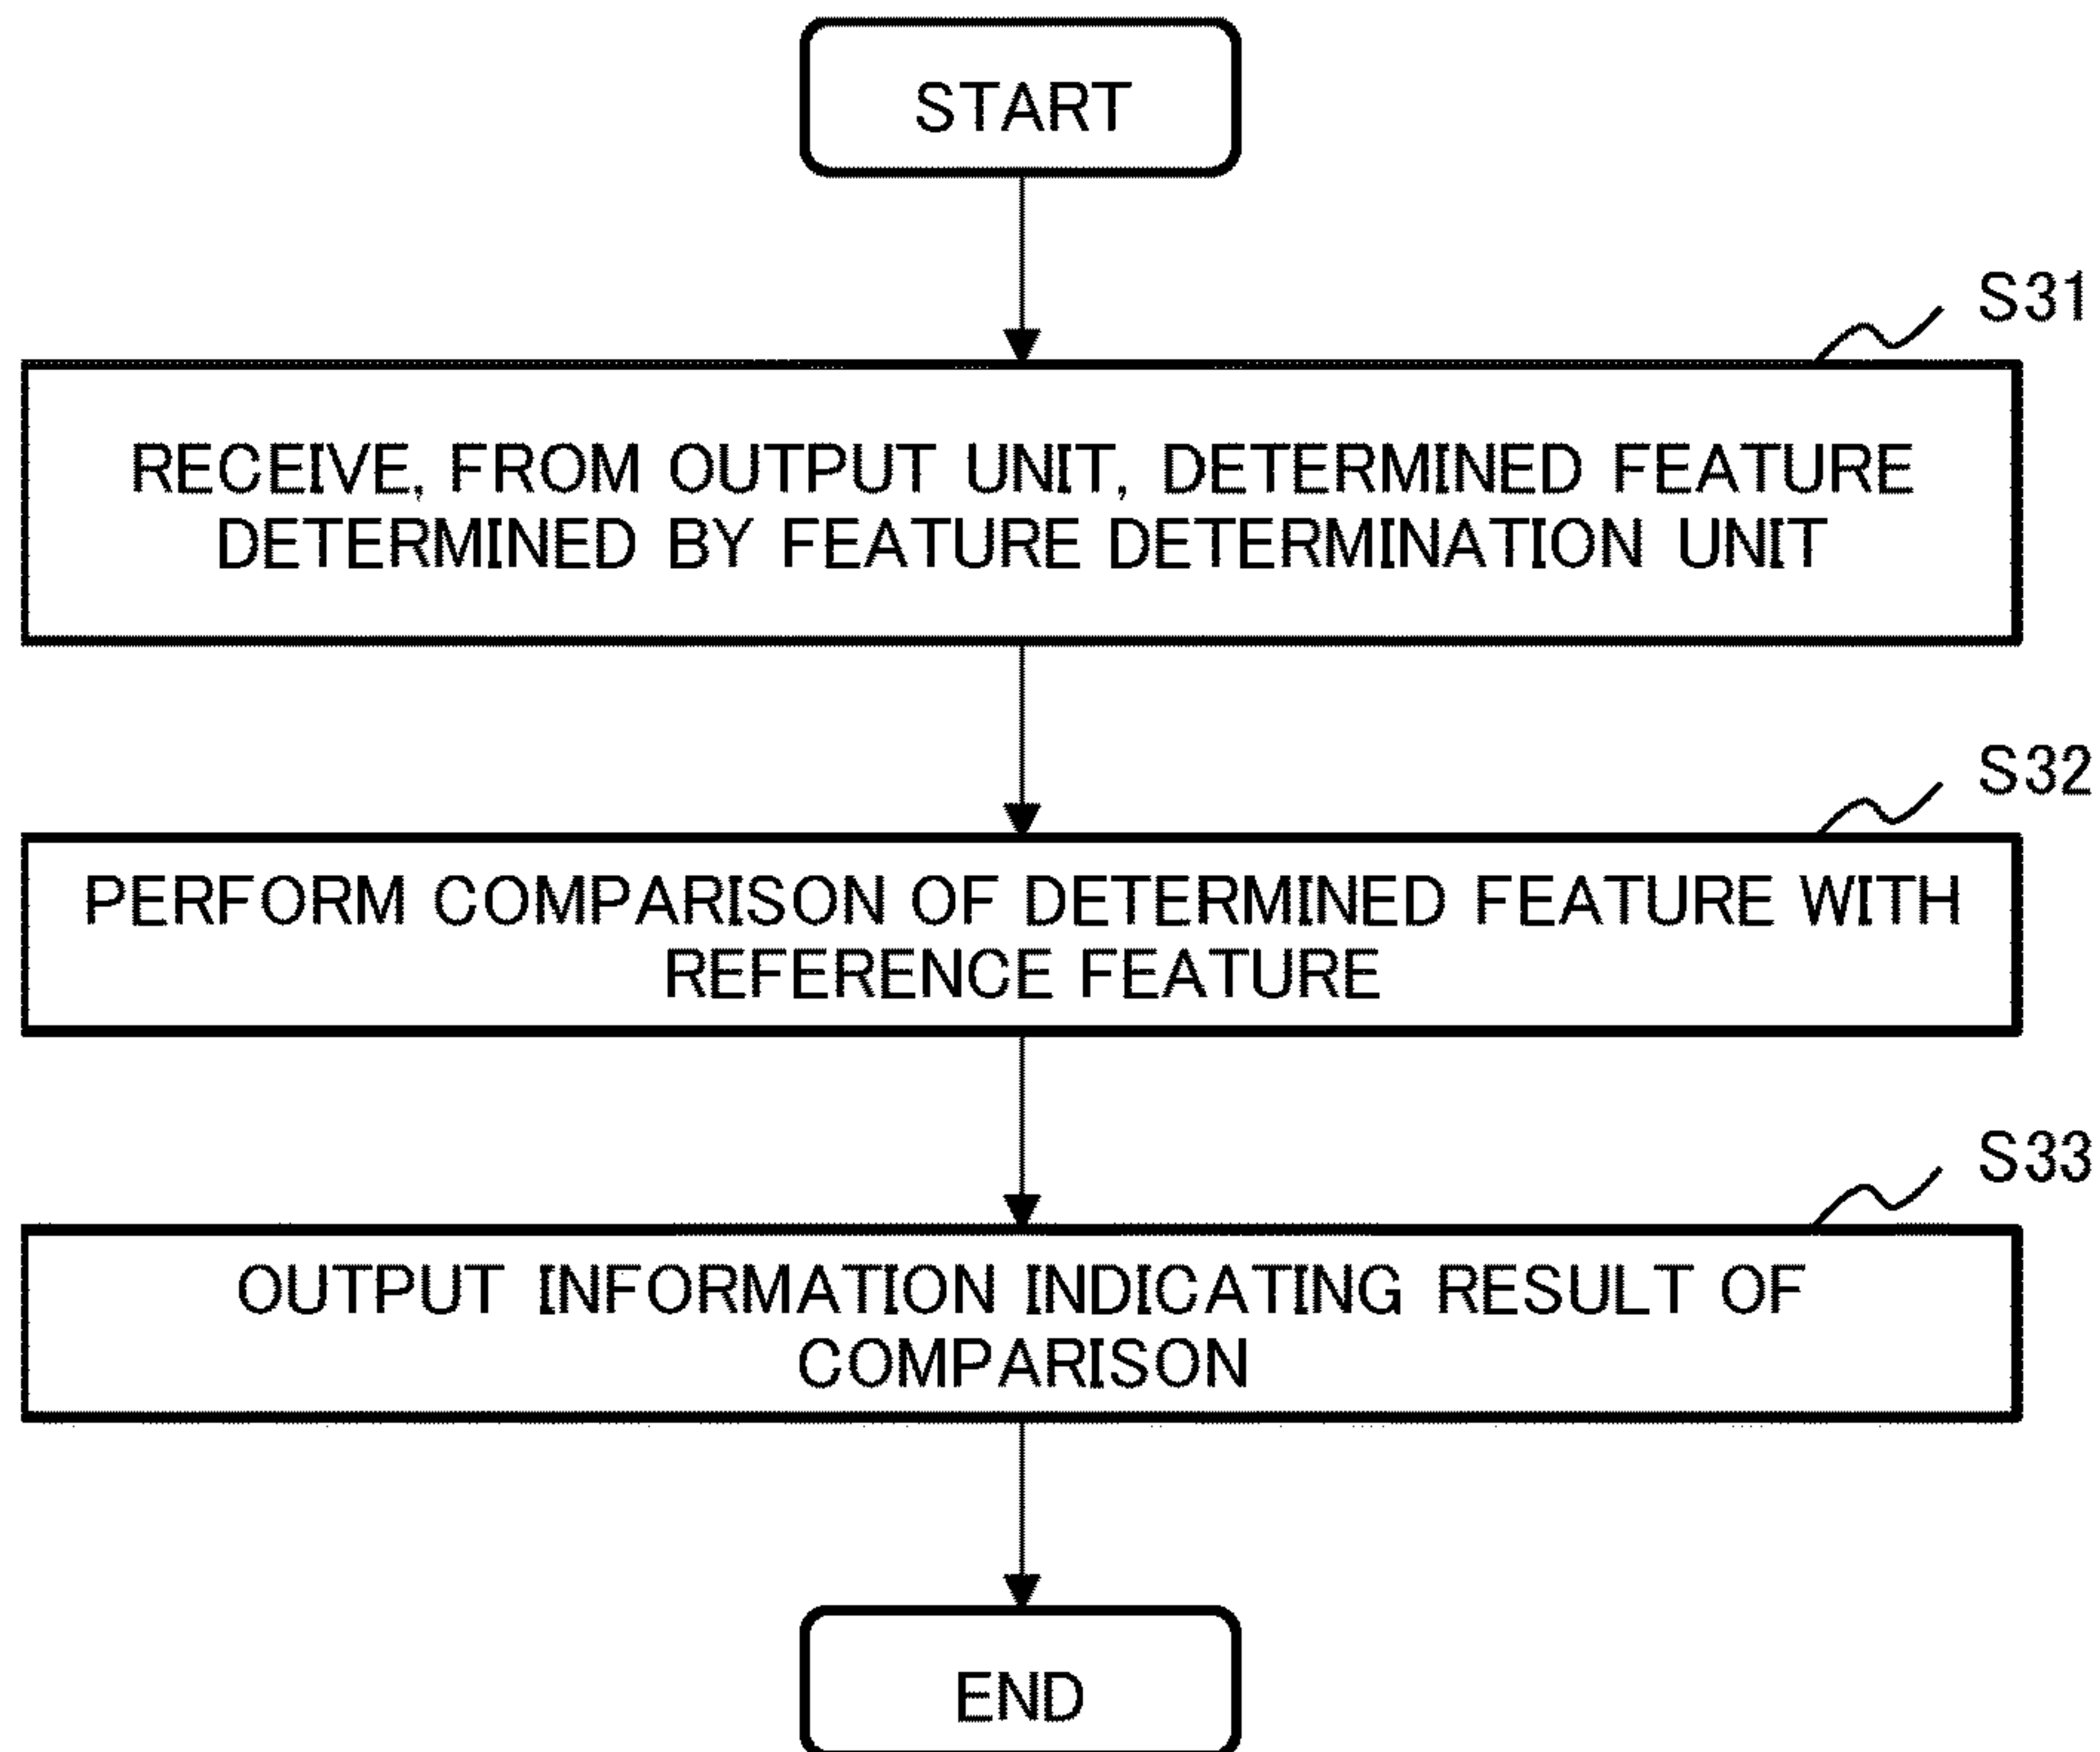 START
S31
RECEIVE, FROM OUTPUT UNIT, DETERMINED FEATURE
DETERMINED BY FEATURE DETERMINATION UNIT
S32
PERFORM COMPARISON OF DETERMINED FEATURE WITH
REFERENCE FEATURE
S33
OUTPUT INFORMATION INDICATING RESULT OF
COMPARISON
END